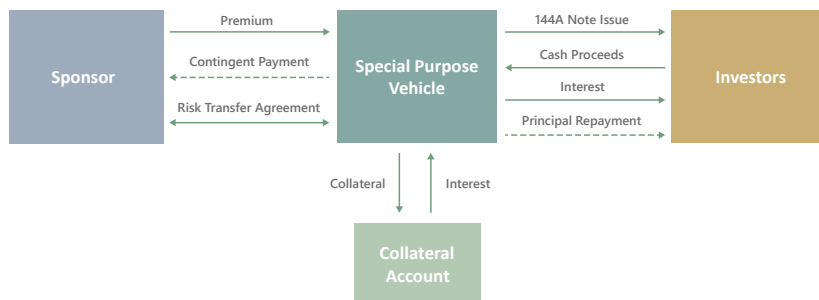 Sponsor
Premium
Contingent Payment
Risk Transfer Agreement
Special Purpose
Vehicle
144A Note Issue
Cash Proceeds
Interest
Principal Repayment
Investors
Collateral
Interest
Collateral
Account